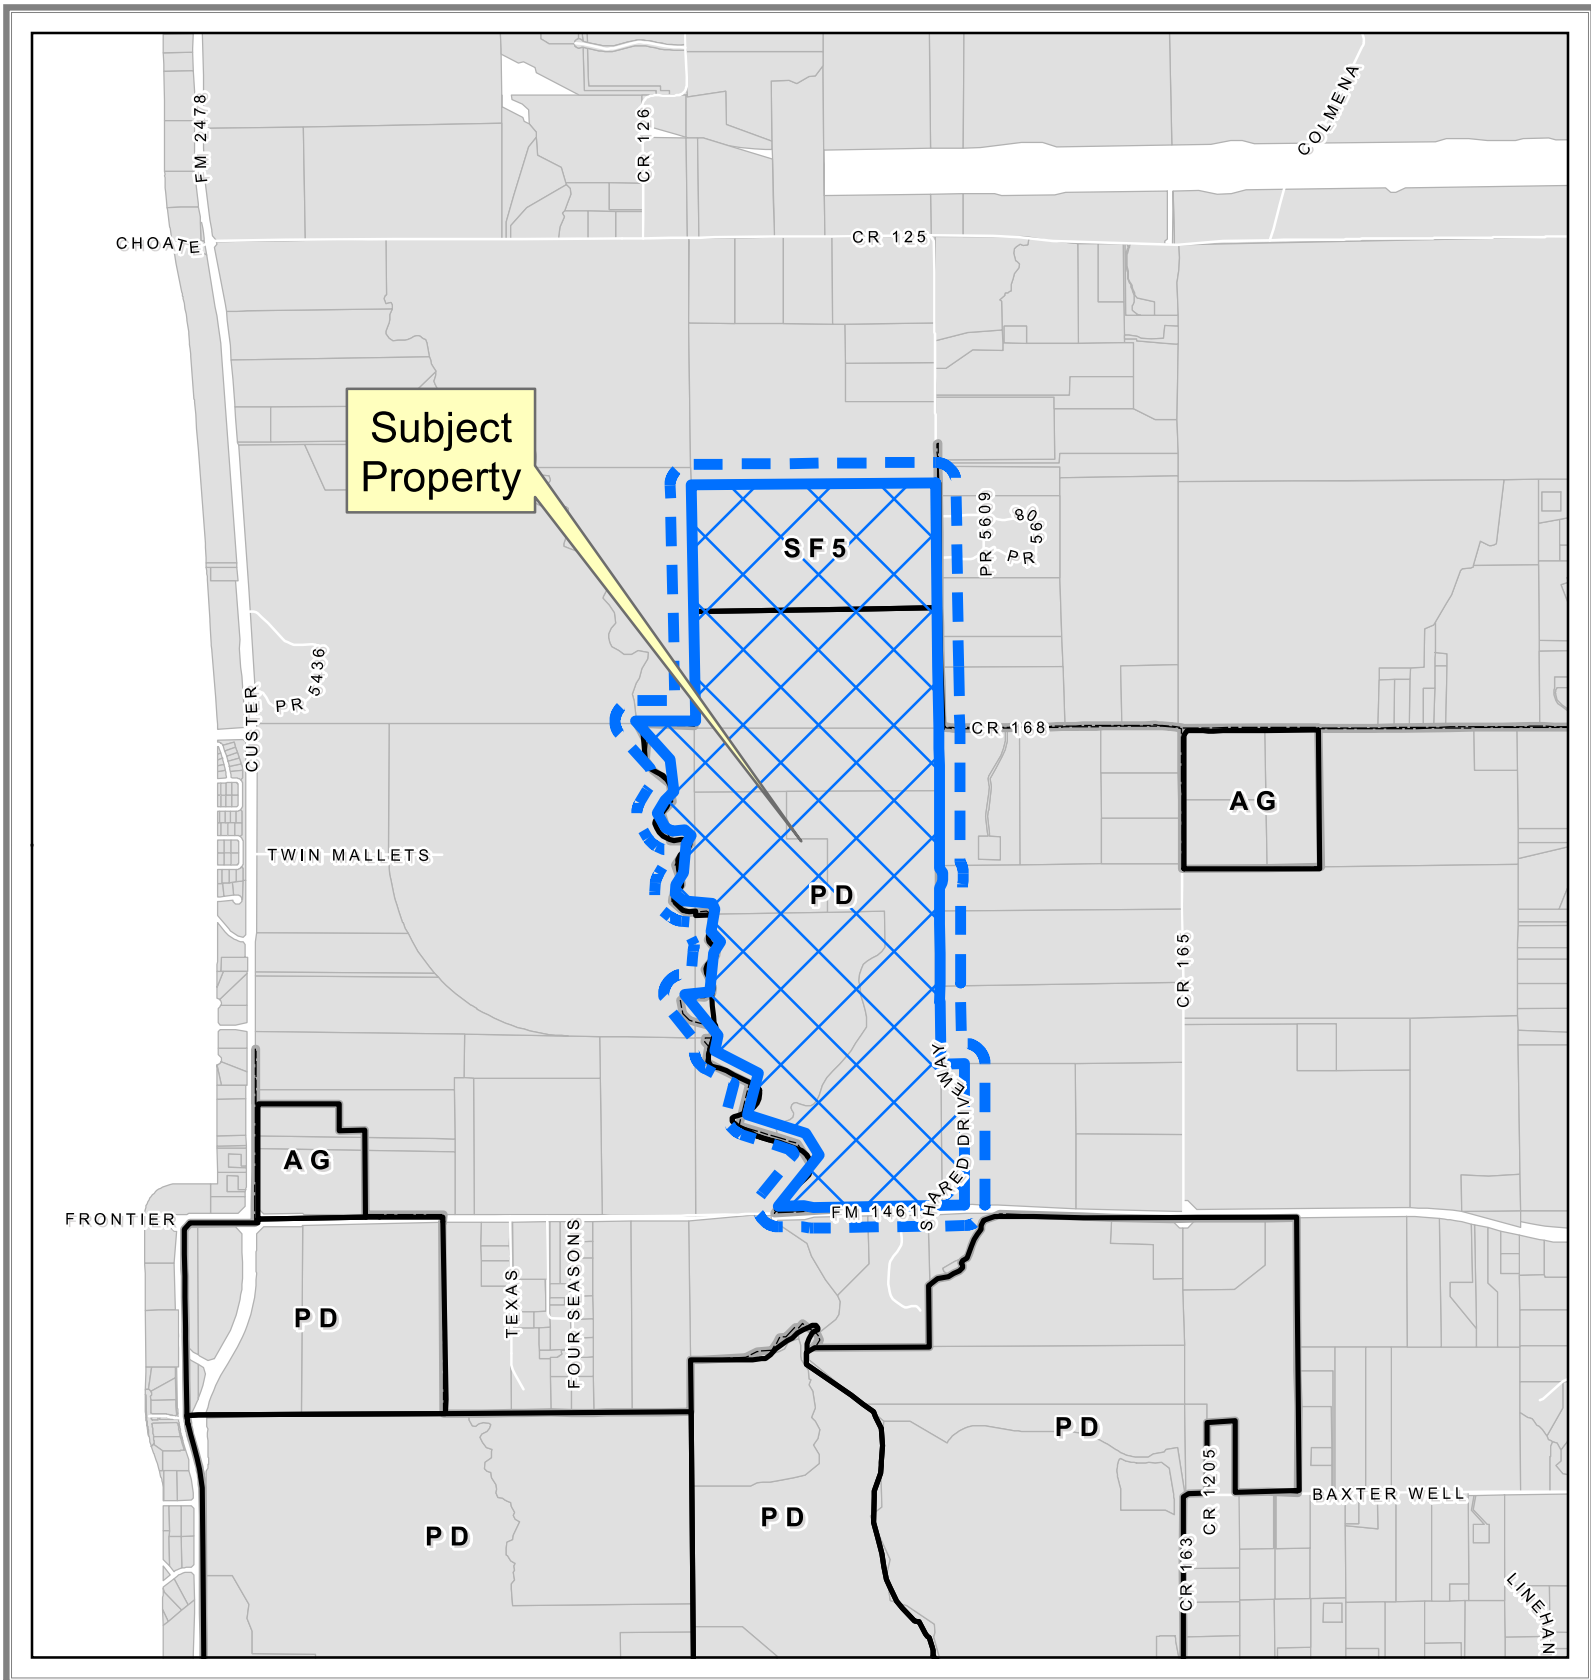 COLMENA
FM 2478
CR 126
CHOATE
CR 125
Subject
Property
PR 5609
80
PR 56
SF5
PR 5436
CUSTER
CR 168
AG
TWIN MALLETS
PD
CR 165
SHARED DRIVEWAY
AG
FRONTIER
FM 1461
TEXAS
FOUR SEASONS
PD
PD
CR 1205
BAXTER WELL
PD
PD
CR 163
LINEHAN